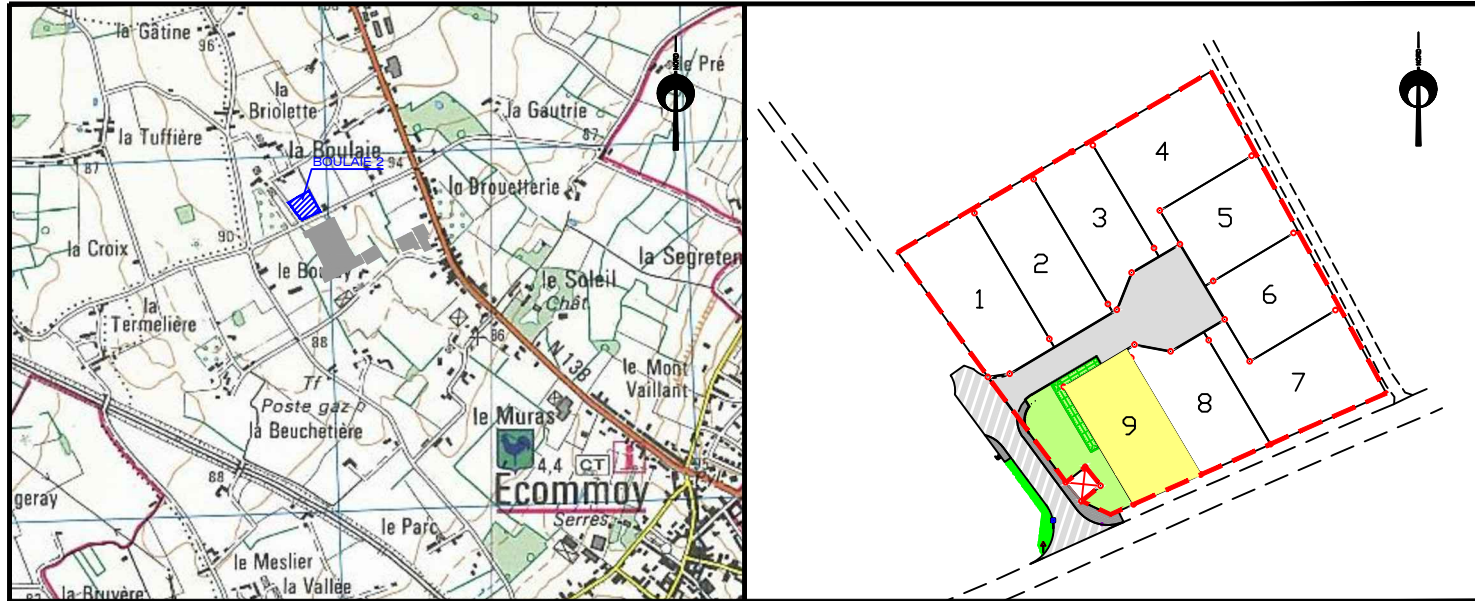 la Gâtine
96
le Pré
la
Briolette
la Gautrie
87
la Tuffière
la Boulaie
94
BOULAIE 2
87
la Drouetterie
90
la Croix
la Segreten
le Soleil
Chât
la
Termelière
86
88
N 138
le Mont
Vaillant
Tf
Poste gaz
la Beuchetière
le Muras
4,4
CT
i
88
geray
Ecommoy
Serres
le Parc
le Meslier
la Vallée
la Bruyère
NORD
NORD
4
3
5
2
6
1
7
8
9